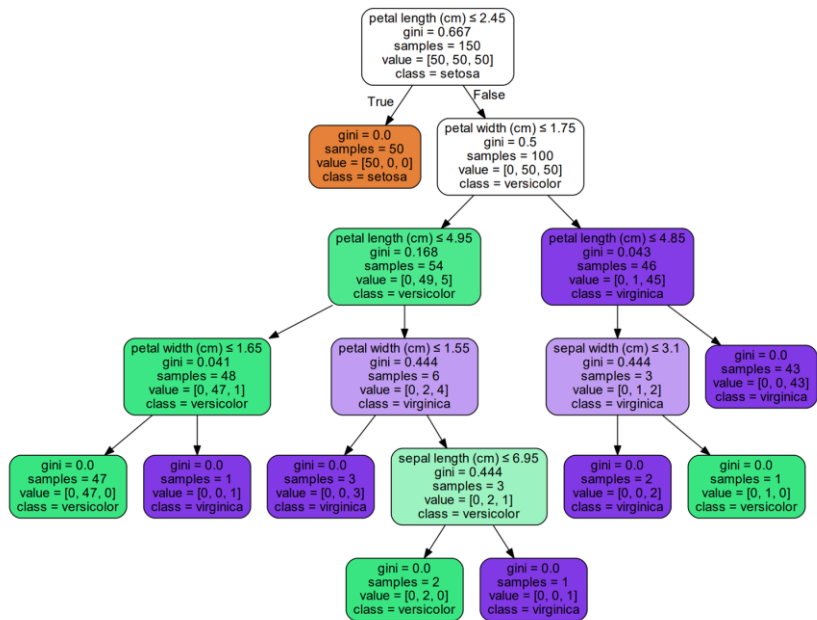 petal length (cm) ≤ 2.45
gini = 0.667
samples = 150
value = [50, 50, 50]
class = setosa
True
False
gini = 0.0
samples = 50
value = [50, 0, 0]
class = setosa
petal width (cm) ≤ 1.75
gini = 0.5
samples = 100
value = [0, 50, 50]
class = versicolor
petal length (cm) ≤ 4.95
gini = 0.168
samples = 54
value = [0, 49, 5]
class = versicolor
petal length (cm) ≤ 4.85
gini = 0.043
samples = 46
value = [0, 1, 45]
class = virginica
petal width (cm) ≤ 1.65
gini = 0.041
samples = 48
value = [0, 47, 1]
class = versicolor
petal width (cm) ≤ 1.55
gini = 0.444
samples = 6
value = [0, 2, 4]
class = virginica
sepal width (cm) ≤ 3.1
gini = 0.444
samples = 3
value = [0, 1, 2]
class = virginica
gini = 0.0
samples = 43
value = [0, 0, 43]
class = virginica
gini = 0.0
samples = 47
value = [0, 47, 0]
class = versicolor
gini = 0.0
samples = 1
value = [0, 0, 1]
class = virginica
gini = 0.0
samples = 3
value = [0, 0, 3]
class = virginica
sepal length (cm) ≤ 6.95
gini = 0.444
samples = 3
value = [0, 2, 1]
class = versicolor
gini = 0.0
samples = 2
value = [0, 0, 2]
class = virginica
gini = 0.0
samples = 1
value = [0, 1, 0]
class = versicolor
gini = 0.0
samples = 2
value = [0, 2, 0]
class = versicolor
gini = 0.0
samples = 1
value = [0, 0, 1]
class = virginica